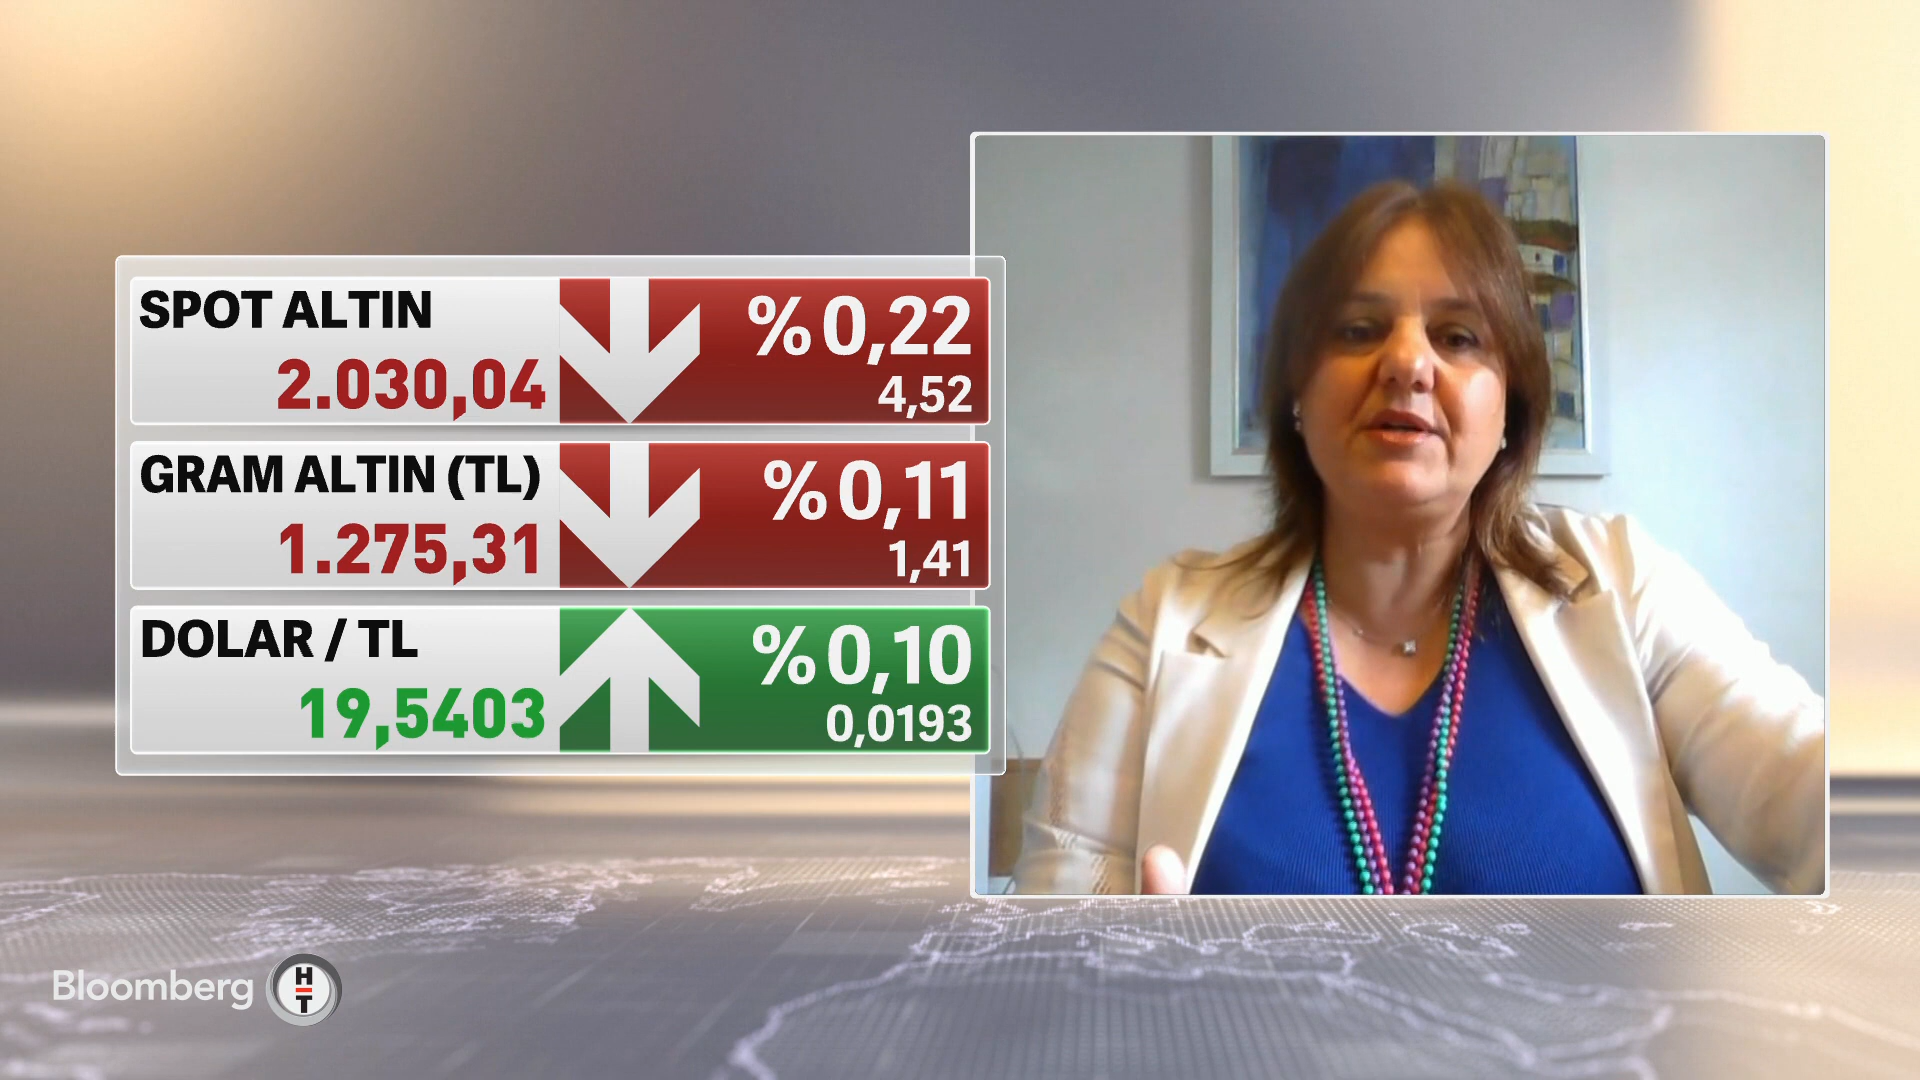 SPOT ALTIN
2.030,04
%0,22
4,52
GRAM ALTIN (TL)
1.275,31
%0,11
1,41
DOLAR / TL
19,5403
%0,10
0,0193
Bloomberg HT